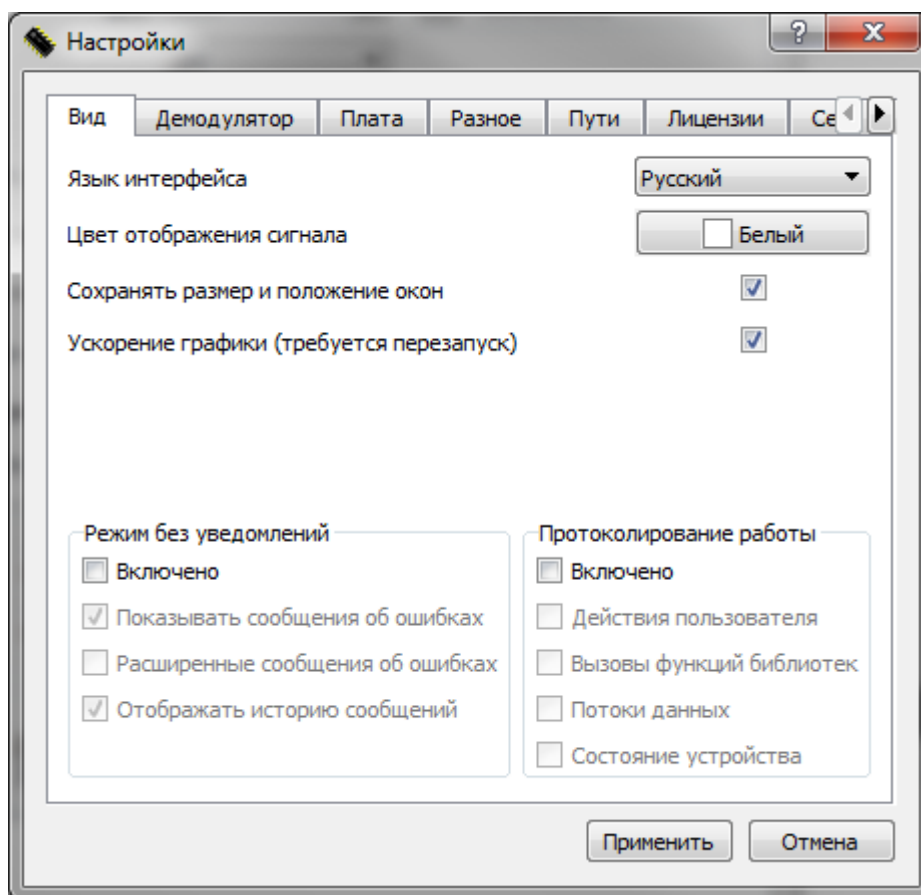 Настройки
Вид Демодулятор Плата Разное Пути Лицензии Се
Язык интерфейса Русский
Цвет отображения сигнала Белый
Сохранять размер и положение окон
Ускорение графики (требуется перезапуск)
Режим без уведомлений
Включено
Показывать сообщения об ошибках
Расширенные сообщения об ошибках
Отображать историю сообщений
Протоколирование работы
Включено
Действия пользователя
Вызовы функций библиотек
Потоки данных
Состояние устройства
Применить Отмена